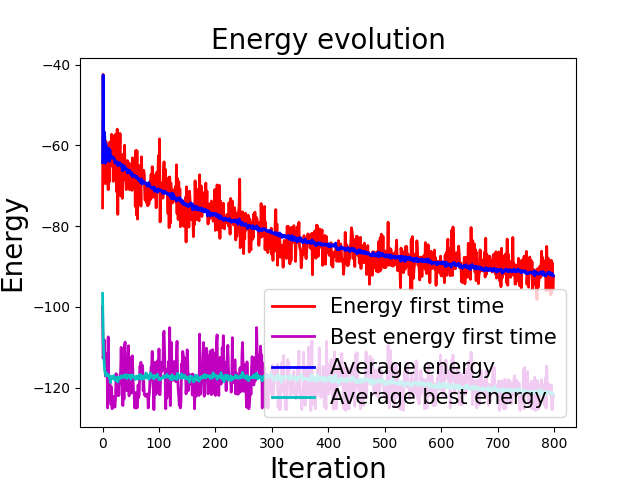 Energy evolution
Energy
−40
−60
−80
−100
−120
Energy first time
Best energy first time
Average energy
Average best energy
0 100 200 300 400 500 600 700 800
Iteration